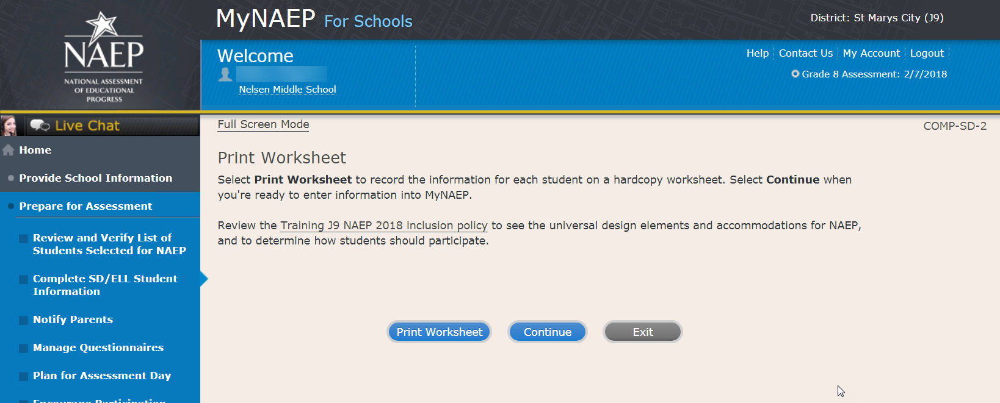 NAEP
NATIONAL ASSESSMENT
OF EDUCATIONAL
PROGRESS
MyNAEP For Schools
District: St Marys City (J9)
Welcome
Nelsen Middle School
Help Contact Us My Account Logout
Grade 8 Assessment: 2/7/2018
Live Chat
Home
Provide School Information
Prepare for Assessment
Review and Verify List of
Students Selected for NAEP
Complete SD/ELL Student
Information
Notify Parents
Manage Questionnaires
Plan for Assessment Day
Encourage Participation
Full Screen Mode
COMP-SD-2
Print Worksheet
Select Print Worksheet to record the information for each student on a hardcopy worksheet. Select Continue when
you're ready to enter information into MyNAEP.
Review the Training J9 NAEP 2018 inclusion policy to see the universal design elements and accommodations for NAEP,
and to determine how students should participate.
Print Worksheet Continue Exit